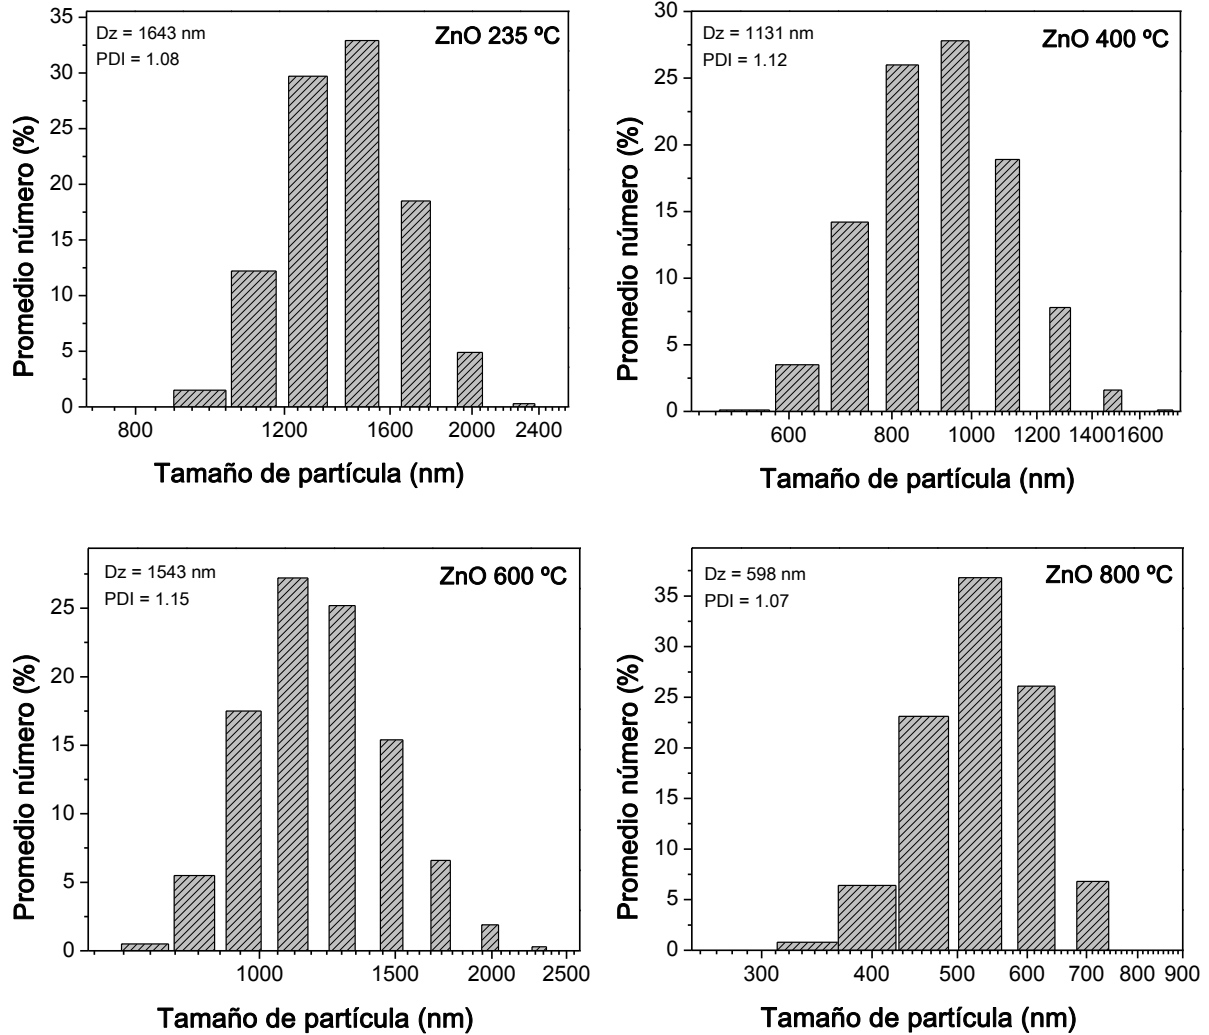 Dz = 1643 nm
PDI = 1.08
ZnO 235 ºC
35
30
25
20
15
10
5
0
Promedio número (%)
800 1200 1600 2000 2400
Tamaño de partícula (nm)
Dz = 1131 nm
PDI = 1.12
ZnO 400 ºC
30
25
20
15
10
5
0
Promedio número (%)
600 800 1000 1200 1400 1600
Tamaño de partícula (nm)
Dz = 1543 nm
PDI = 1.15
ZnO 600 ºC
25
20
15
10
5
0
Promedio número (%)
1000 1500 2000 2500
Tamaño de partícula (nm)
Dz = 598 nm
PDI = 1.07
ZnO 800 ºC
35
30
25
20
15
10
5
0
Promedio número (%)
300 400 500 600 700 800 900
Tamaño de partícula (nm)